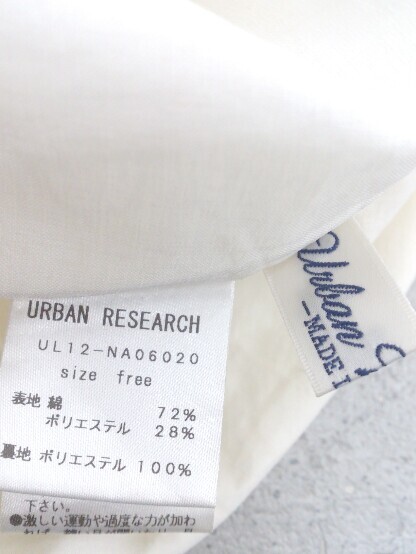 URBAN RESEARCH
UL12-NA06020
size free
表地 綿 72%
ポリエステル 28%
裏地 ポリエステル 100%
下さい。
●激しい運動や過度な力が加わ
Urban
-MADE